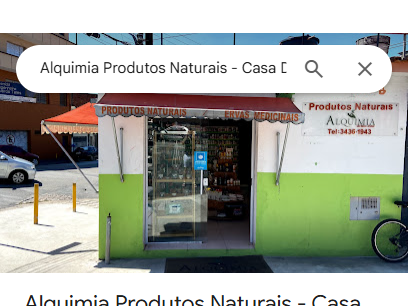 Alquimia Produtos Naturais - Casa D
PRODUTOS NATURAIS
ERVAS MEDICINAIS
Produtos Naturais
ALQUIMIA
Tel:3436-1943
Alquimia Produtos Naturais - Casa